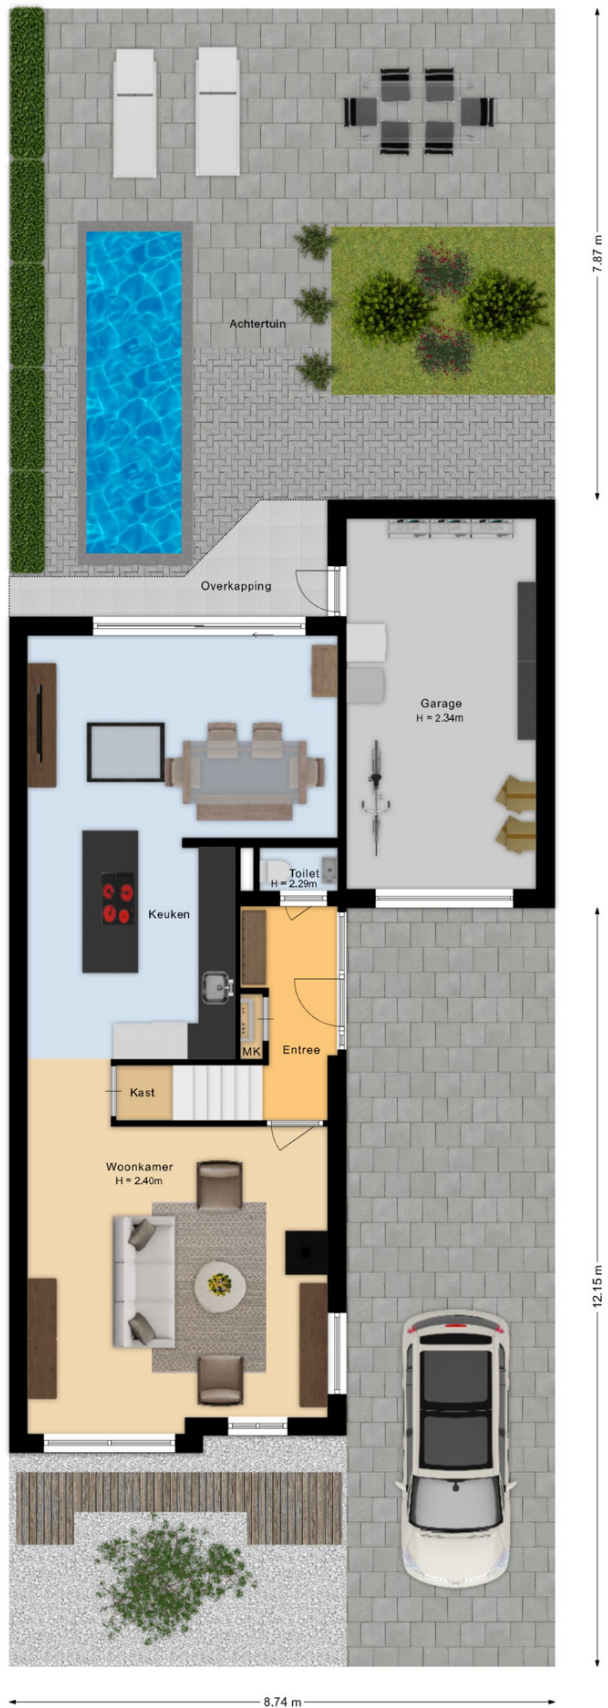 7.87 m
Achtertuin
Overkapping
Garage
H = 2.34m
Toilet
H = 2.29m
Keuken
MK
Entree
Kast
Woonkamer
H = 2.40m
12.15 m
8.74 m